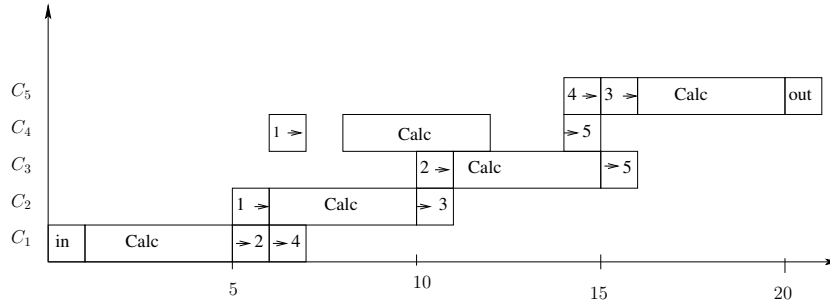 C5 4 → 3 → Calc out
C4 1 → Calc → 5
C3 2 → Calc → 5
C2 1 → Calc → 3
C1 in Calc → 2 → 4
5 10 15 20